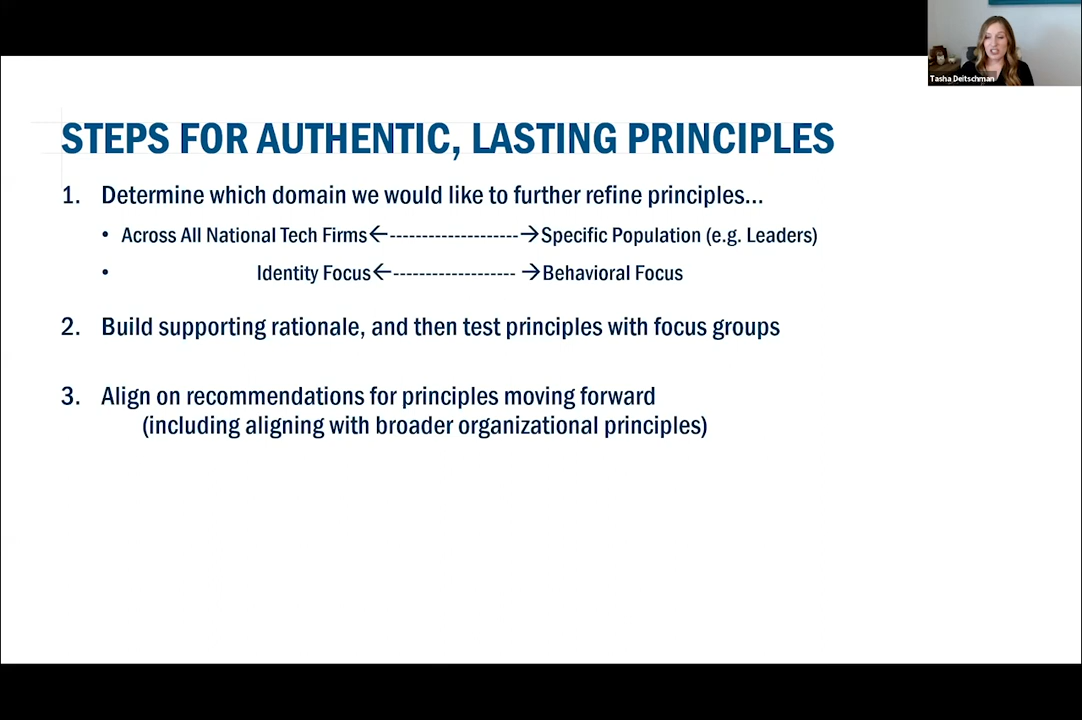 Tasha Deitschman
STEPS FOR AUTHENTIC, LASTING PRINCIPLES
1. Determine which domain we would like to further refine principles...
• Across All National Tech Firms←--------------------→Specific Population (e.g. Leaders)
• Identity Focus←------------------- →Behavioral Focus
2. Build supporting rationale, and then test principles with focus groups
3. Align on recommendations for principles moving forward
(including aligning with broader organizational principles)